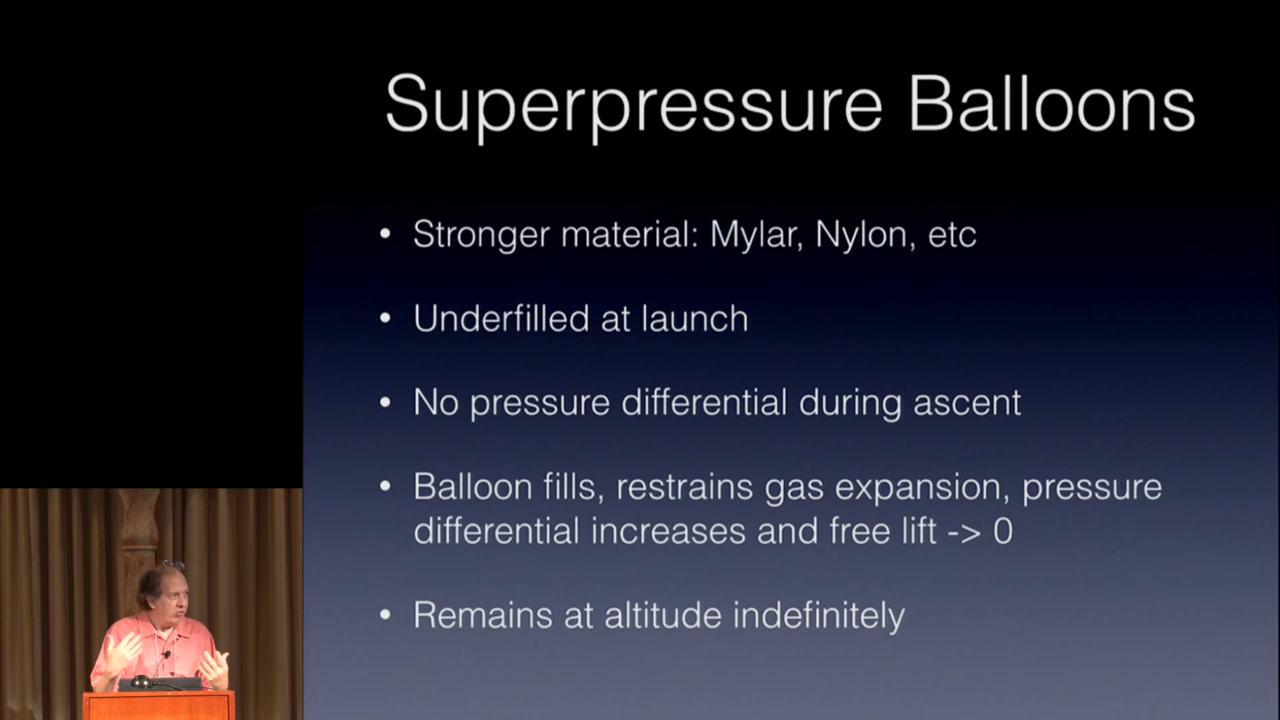 Superpressure Balloons
• Stronger material: Mylar, Nylon, etc
• Underfilled at launch
• No pressure differential during ascent
• Balloon fills, restrains gas expansion, pressure
differential increases and free lift -> 0
• Remains at altitude indefinitely